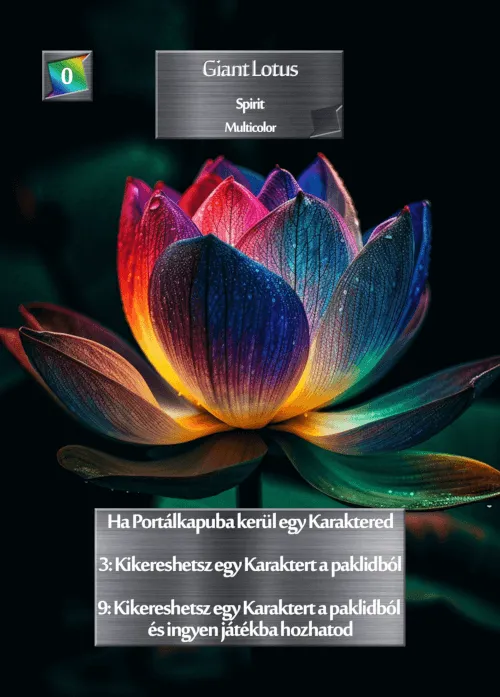 0
Giant Lotus
Spirit
Multicolor
Ha Portálkapuba kerül egy Karaktered
3: Kikereshetsz egy Karaktert a paklidból
9: Kikereshetsz egy Karaktert a paklidból
és ingyen játékba hozhatod